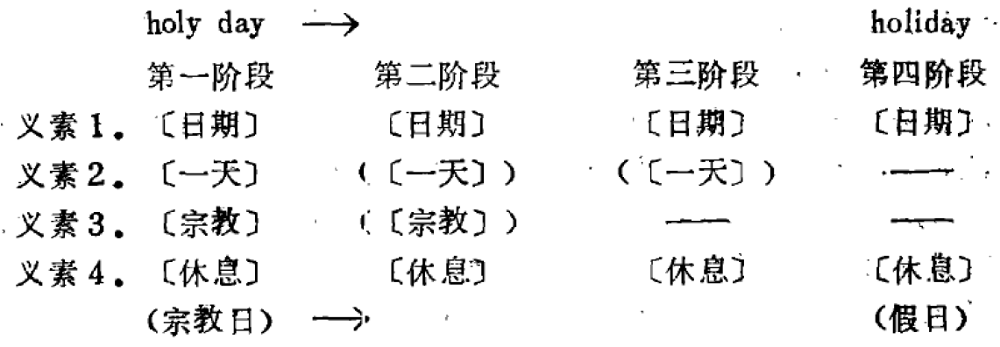 holy day → holiday
第一阶段 第二阶段 第三阶段 第四阶段
义素1. 〔日期〕 〔日期〕 〔日期〕 〔日期〕
义素2. 〔一天〕 (〔一天〕) (〔一天〕) ——
义素3. 〔宗教〕 (〔宗教〕) —— ——
义素4. 〔休息〕 〔休息〕 〔休息〕 〔休息〕
(宗教日) → (假日)